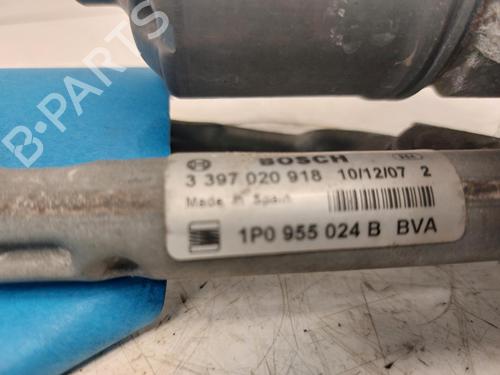 B-PARTS
BOSCH
3 397 020 918 10/12/07 2
Made in Spain
1P0 955 024 B BVA